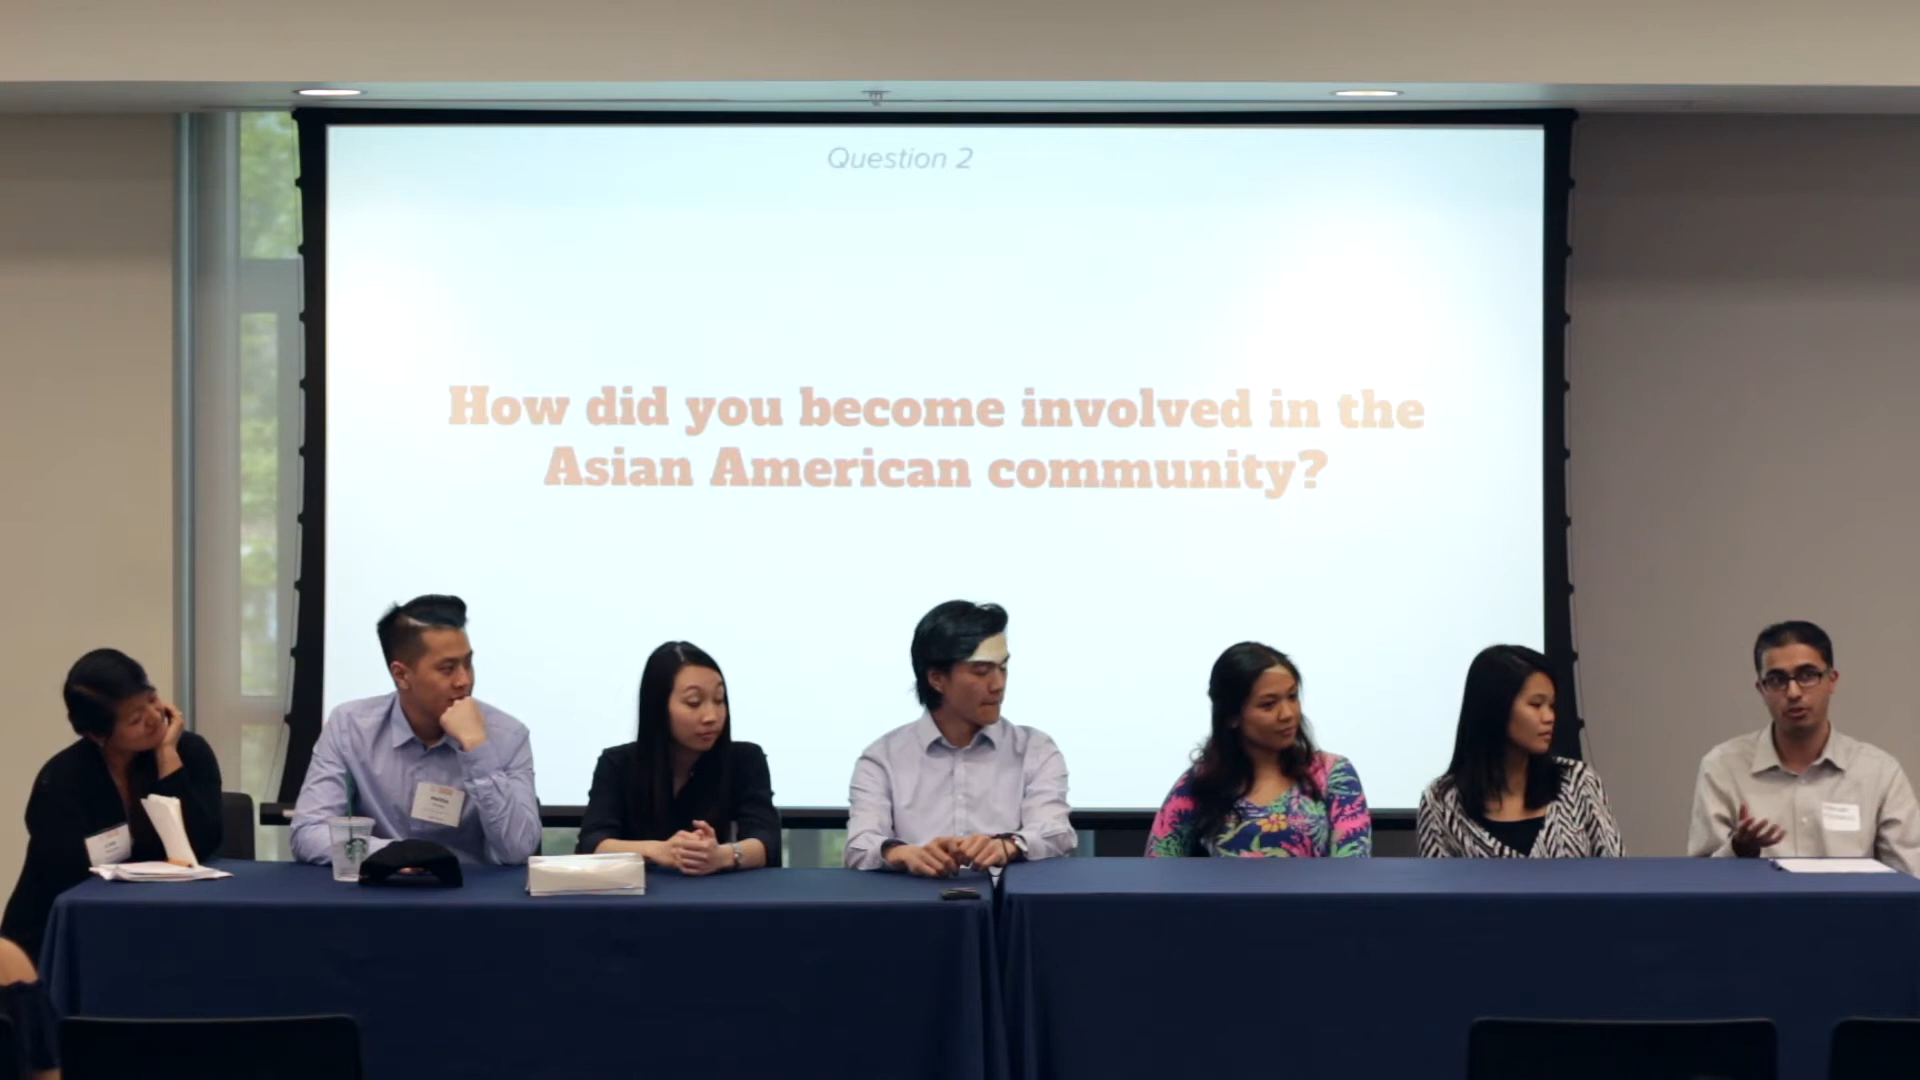 Question 2
How did you become involved in the
Asian American community?